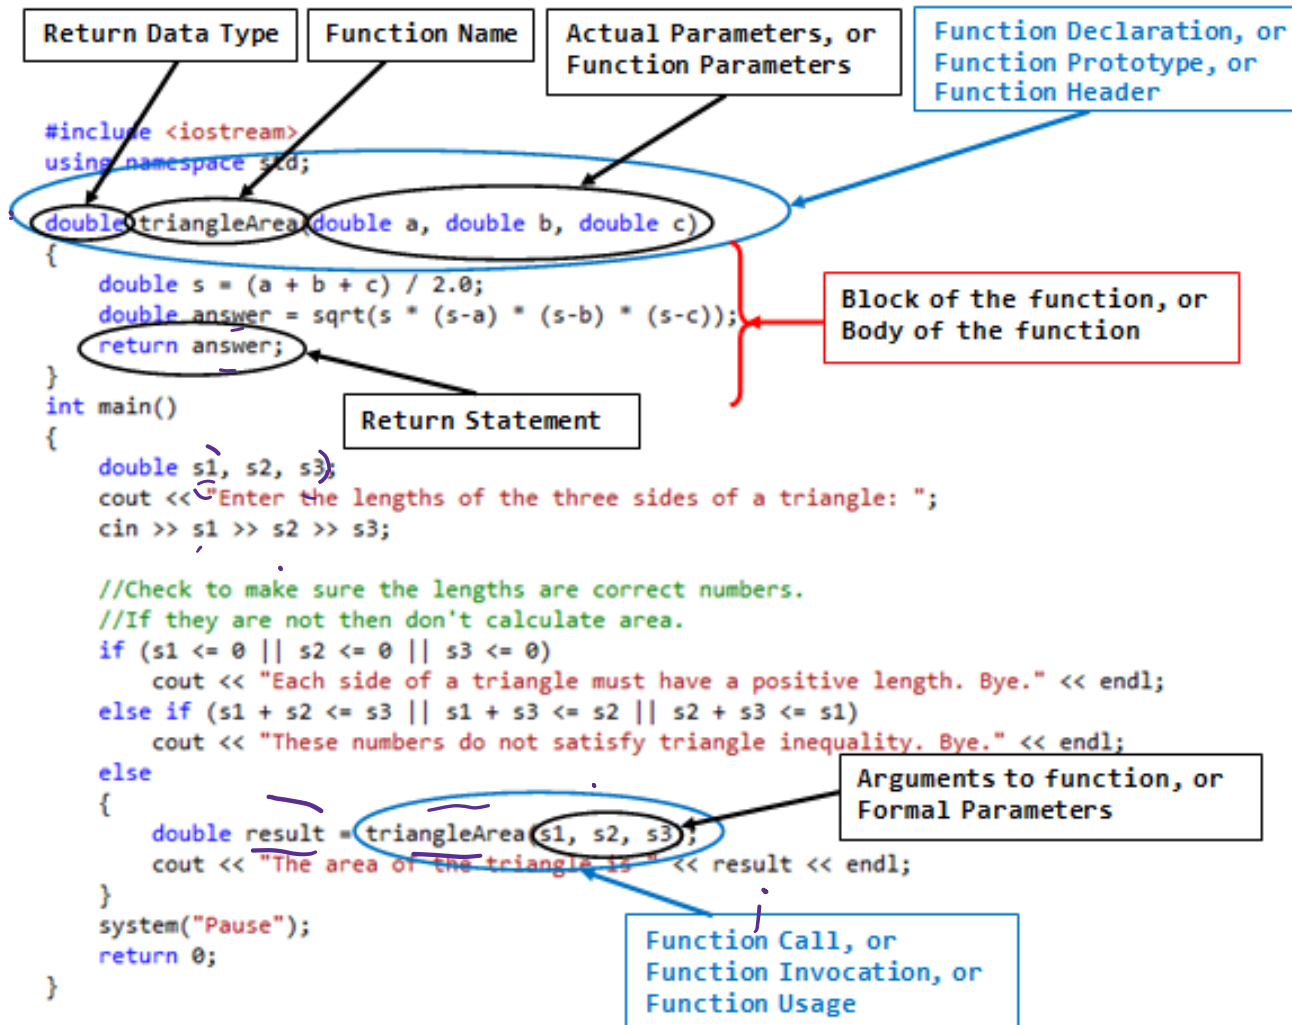 Return Data Type
Function Name
Actual Parameters, or
Function Parameters
Function Declaration, or
Function Prototype, or
Function Header
#include <iostream>
using namespace std;
double triangleArea(double a, double b, double c)
{
double s = (a + b + c) / 2.0;
double answer = sqrt(s * (s-a) * (s-b) * (s-c));
return answer;
}
Block of the function, or
Body of the function
Return Statement
int main()
{
double s1, s2, s3;
cout << "Enter the lengths of the three sides of a triangle: ";
cin >> s1 >> s2 >> s3;
//Check to make sure the lengths are correct numbers.
//If they are not then don't calculate area.
if (s1 <= 0 || s2 <= 0 || s3 <= 0)
cout << "Each side of a triangle must have a positive length. Bye." << endl;
else if (s1 + s2 <= s3 || s1 + s3 <= s2 || s2 + s3 <= s1)
cout << "These numbers do not satisfy triangle inequality. Bye." << endl;
else
{
double result = triangleArea(s1, s2, s3);
cout << "The area of the triangle is " << result << endl;
}
system("Pause");
return 0;
}
Arguments to function, or
Formal Parameters
Function Call, or
Function Invocation, or
Function Usage